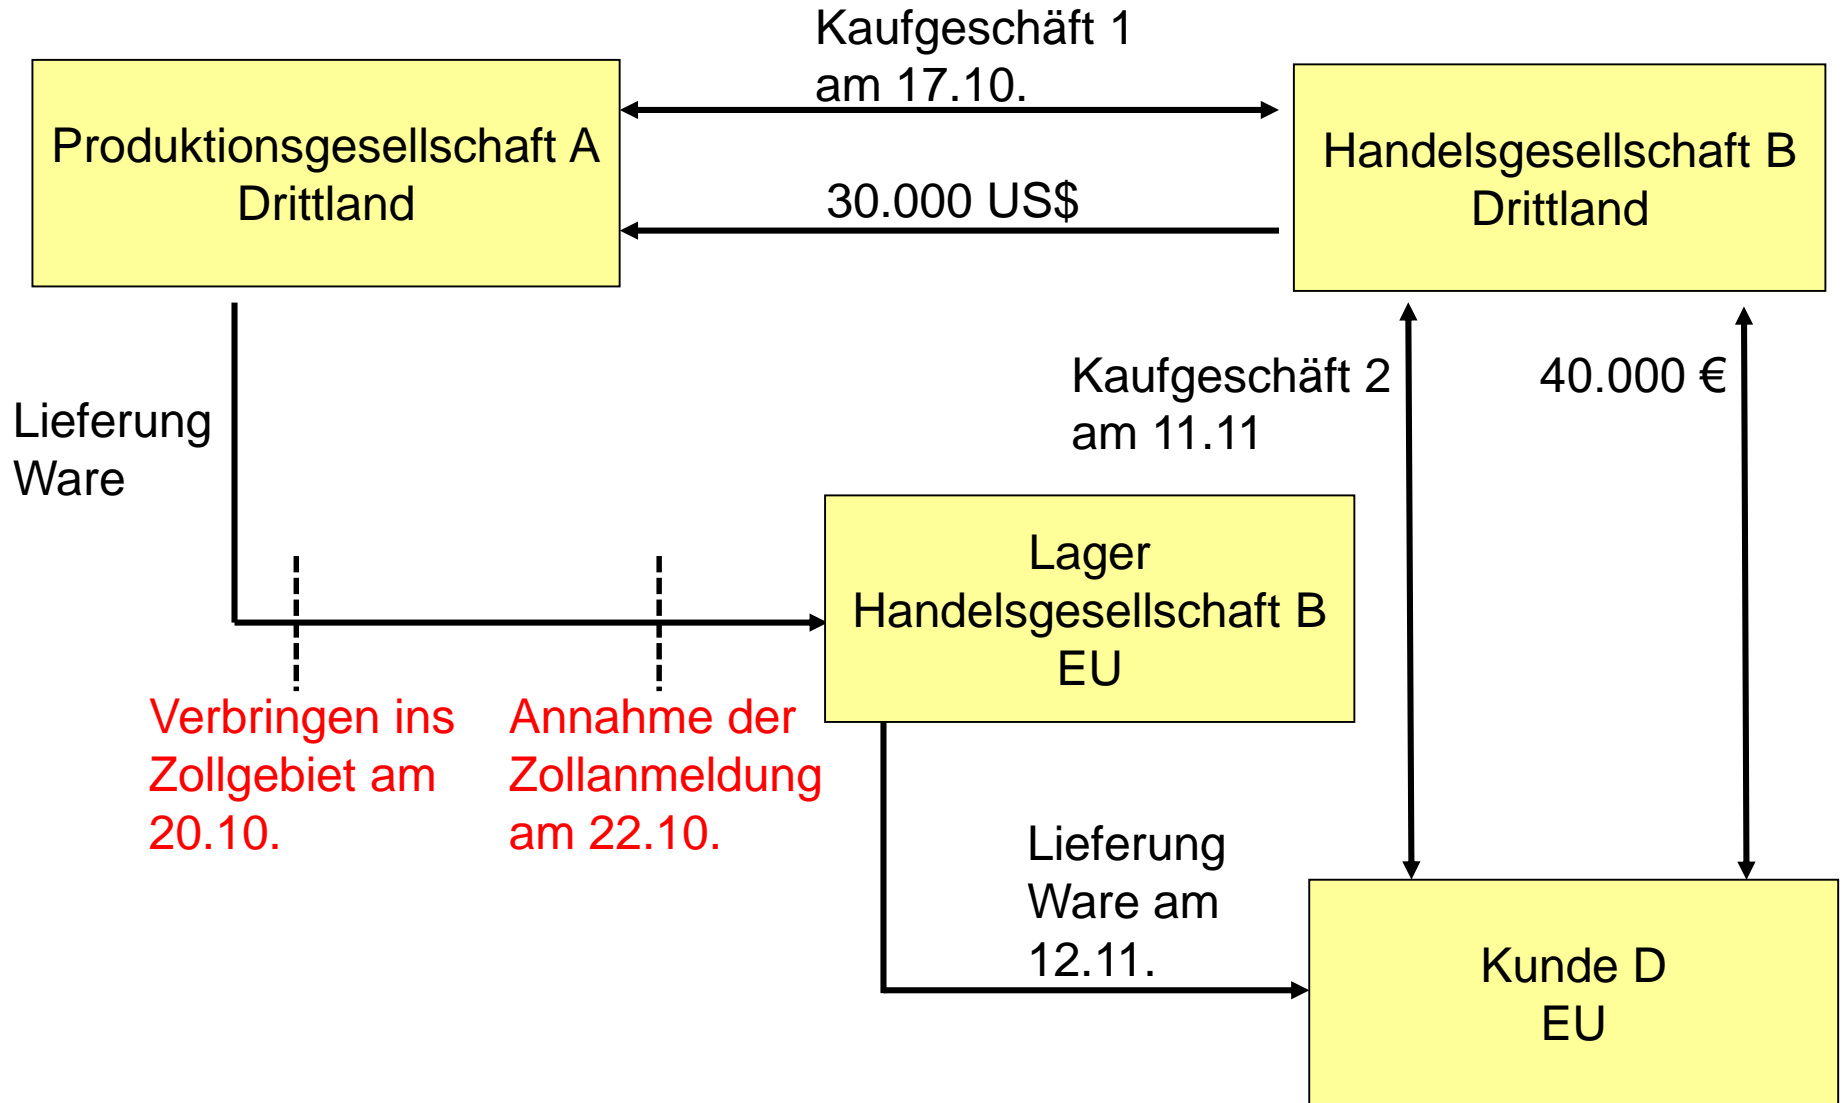 Kaufgeschäft 1
am 17.10.
Produktionsgesellschaft A
Drittland
30.000 US$
Handelsgesellschaft B
Drittland
Lieferung
Ware
Kaufgeschäft 2
am 11.11
40.000 €
Lager
Handelsgesellschaft B
EU
Verbringen ins
Zollgebiet am
20.10.
Annahme der
Zollanmeldung
am 22.10.
Lieferung
Ware am
12.11.
Kunde D
EU